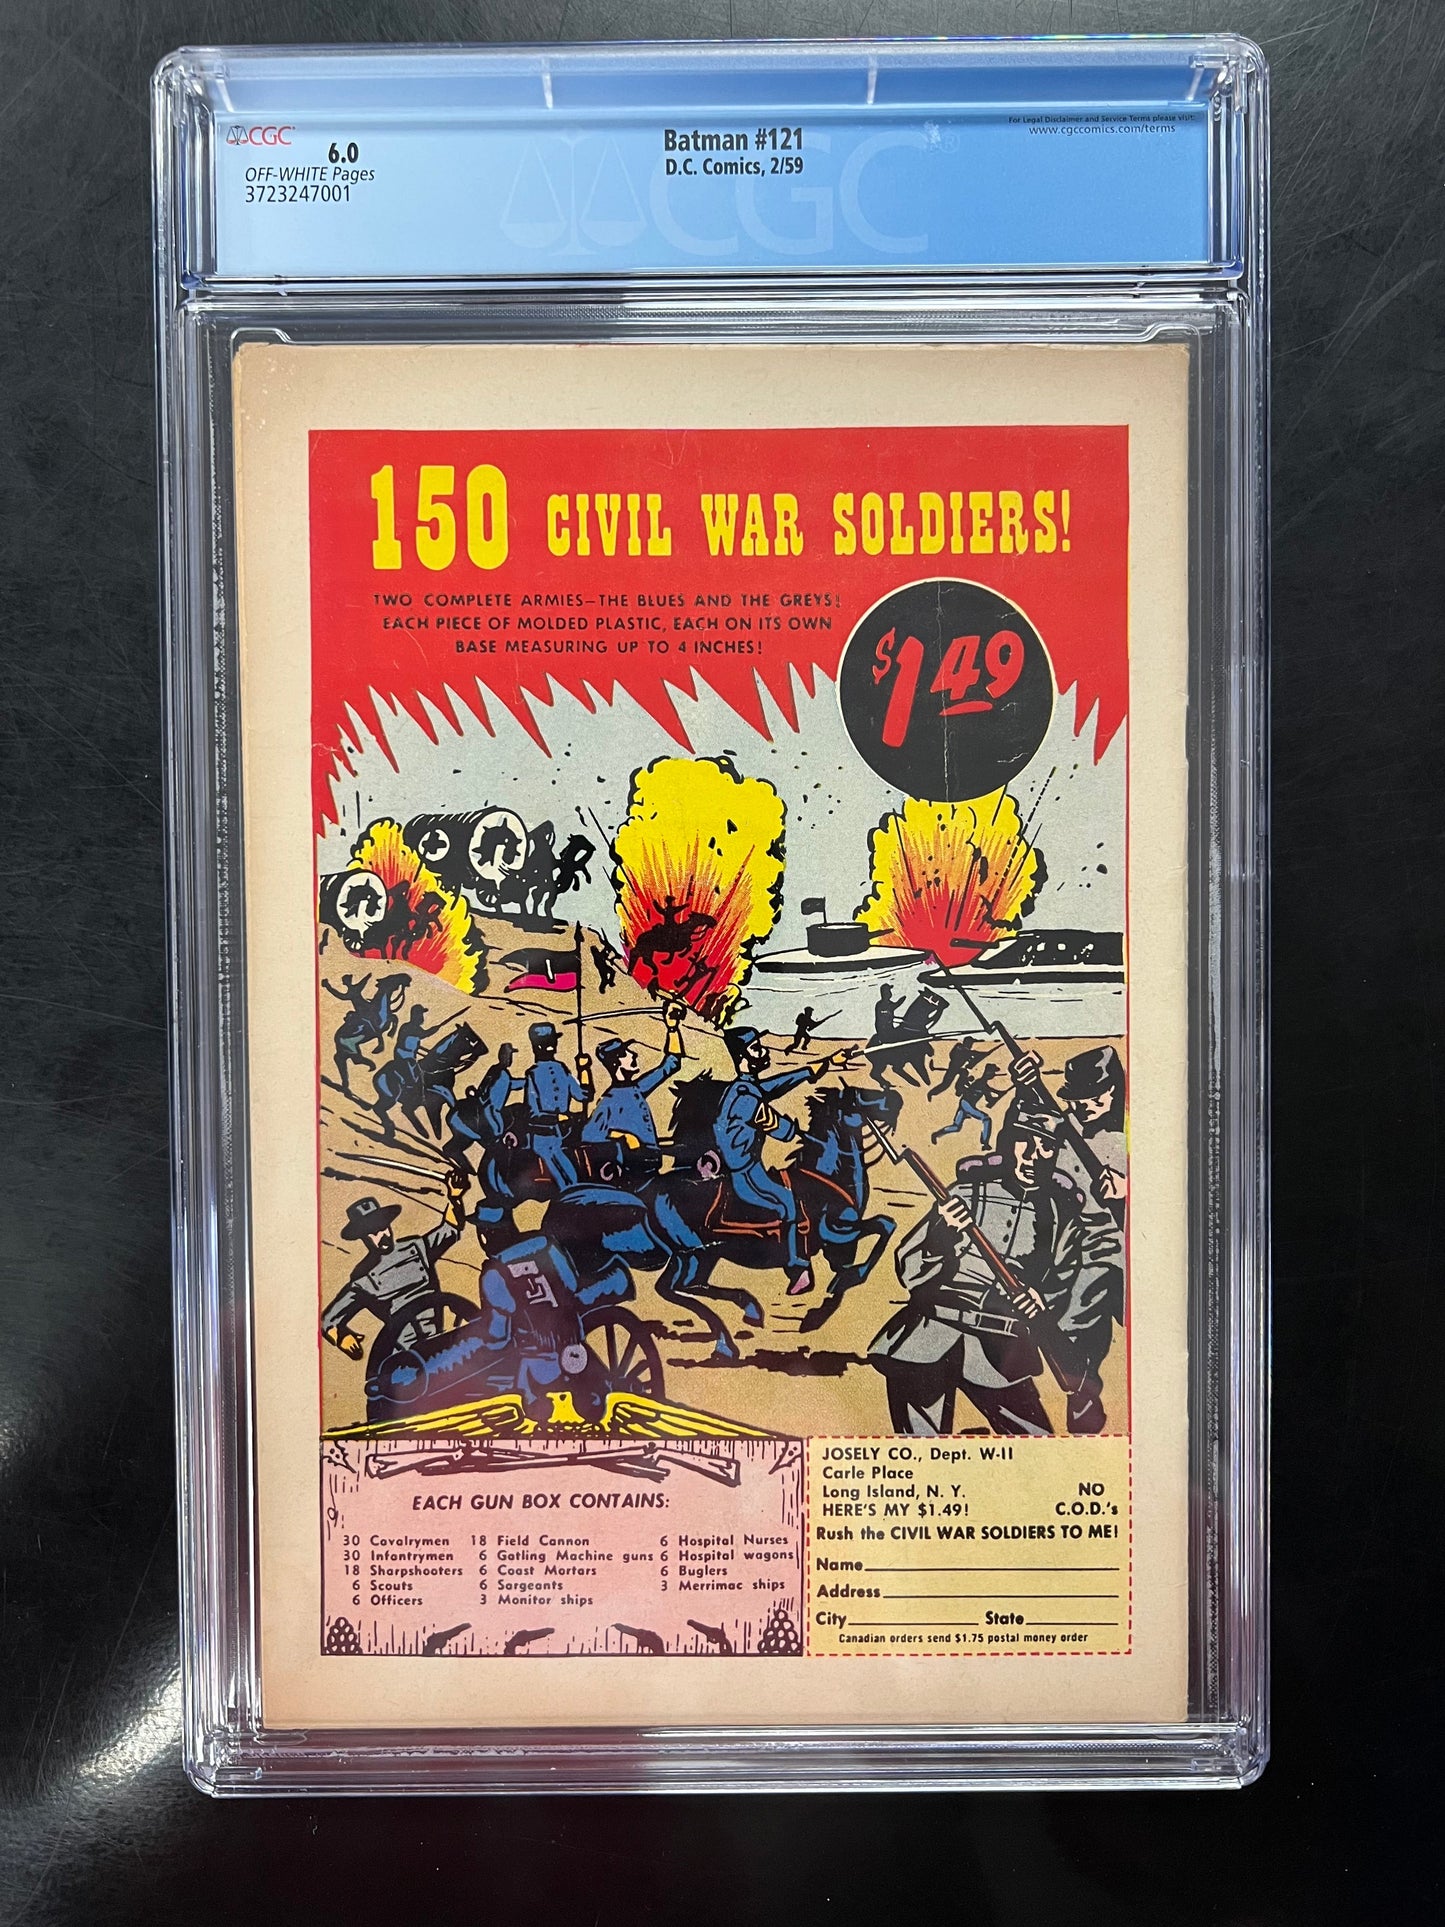 CGC
6.0
OFF-WHITE Pages
3723247001
Batman #121
D.C. Comics, 2/59
For Legal Disclaimer and Service Terms please visit:
www.cgccomics.com/terms
CGC
150 CIVIL WAR SOLDIERS!
TWO COMPLETE ARMIES—THE BLUES AND THE GREYS!
EACH PIECE OF MOLDED PLASTIC, EACH ON ITS OWN
BASE MEASURING UP TO 4 INCHES!
$1.49
EACH GUN BOX CONTAINS:
30 Cavalrymen
30 Infantrymen
18 Sharpshooters
6 Scouts
6 Officers
18 Field Cannon
6 Gatling Machine guns
6 Coast Mortars
6 Sargeants
3 Monitor ships
6 Hospital Nurses
6 Hospital wagons
6 Buglers
3 Merrimac ships
JOSELY CO., Dept. W-11
Carle Place
Long Island, N. Y.
HERE'S MY $1.49!
NO
C.O.D.'s
Rush the CIVIL WAR SOLDIERS TO ME!
Name
Address
City State
Canadian orders send $1.75 postal money order